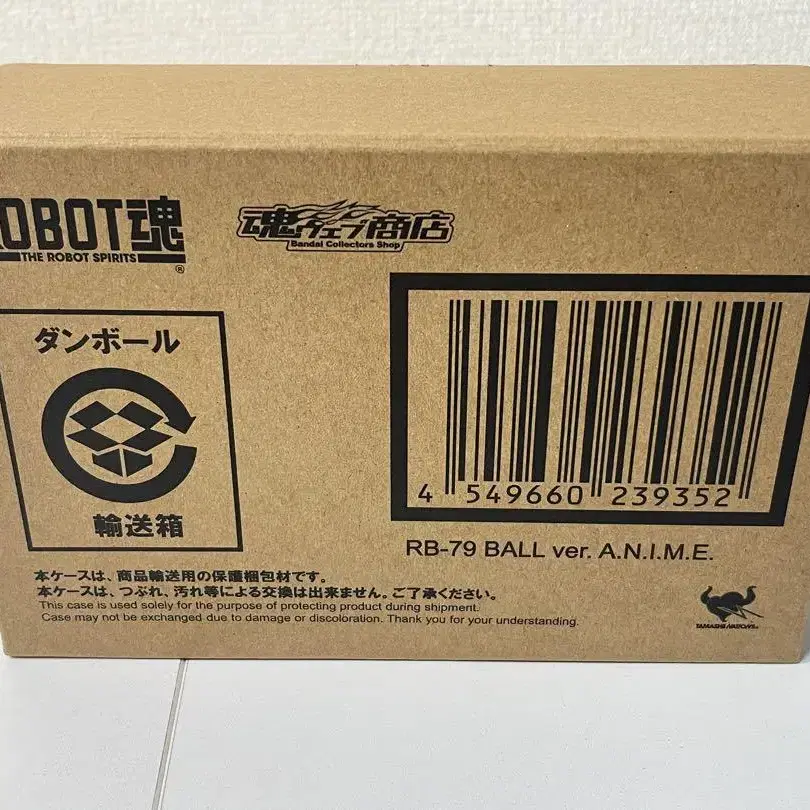 ROBOT魂
THE ROBOT SPIRITS
®
魂ウェブ商店
Bandai Collectors Shop
ダンボール
輸送箱
4 549660 239352
RB-79 BALL ver. A.N.I.M.E.
本ケースは、商品輸送用の保護梱包材です。
本ケースは、つぶれ、汚れ等による交換は出来ません。ご了承ください。
This case is used solely for the purpose of protecting product during shipment.
Case may not be exchanged due to damage or discoloration. Thank you for your understanding.
TAMASHII NATIONS